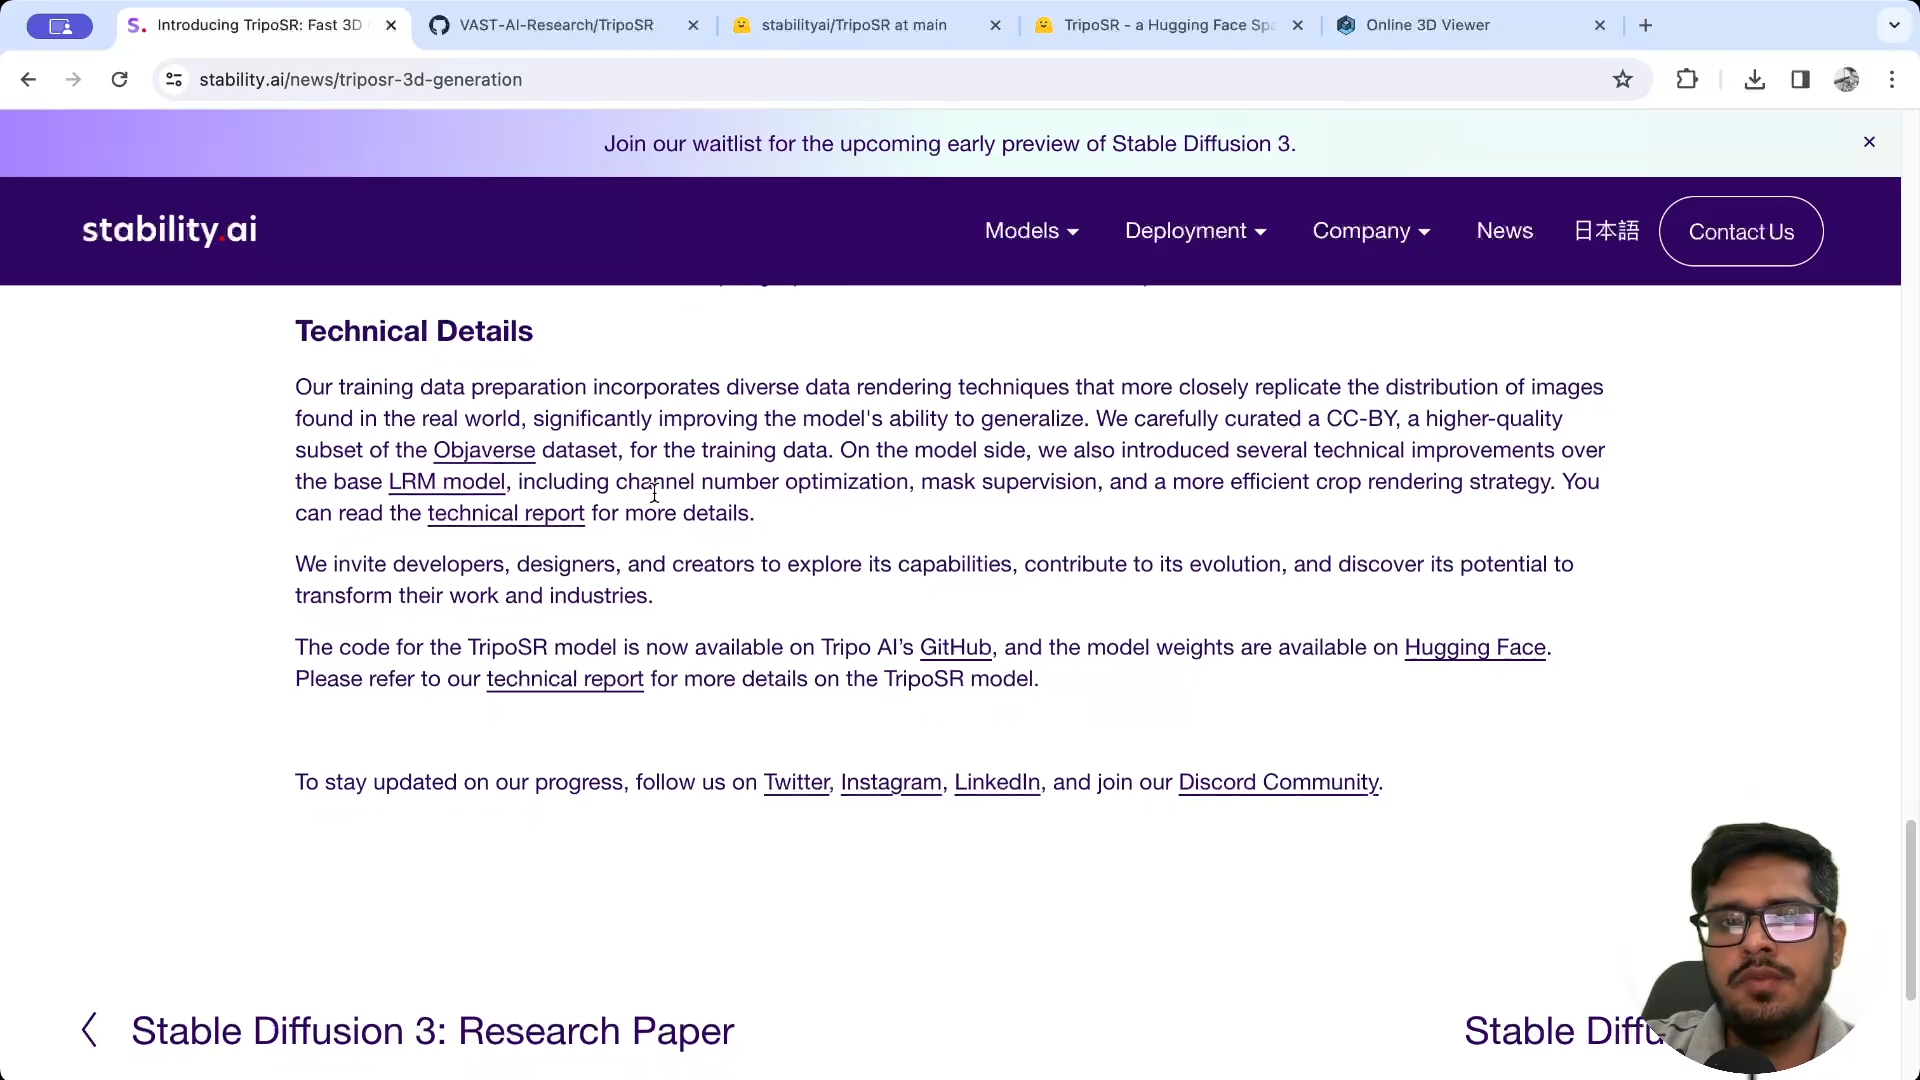 Introducing TripoSR: Fast 3D
VAST-AI-Research/TripoSR
stabilityai/TripoSR at main
TripoSR - a Hugging Face Spa
Online 3D Viewer
stability.ai/news/triposr-3d-generation
Join our waitlist for the upcoming early preview of Stable Diffusion 3.
stability.ai
Models
Deployment
Company
News
日本語
Contact Us
Technical Details
Our training data preparation incorporates diverse data rendering techniques that more closely replicate the distribution of images
found in the real world, significantly improving the model's ability to generalize. We carefully curated a CC-BY, a higher-quality
subset of the Objaverse dataset, for the training data. On the model side, we also introduced several technical improvements over
the base LRM model, including channel number optimization, mask supervision, and a more efficient crop rendering strategy. You
can read the technical report for more details.
We invite developers, designers, and creators to explore its capabilities, contribute to its evolution, and discover its potential to
transform their work and industries.
The code for the TripoSR model is now available on Tripo AI’s GitHub, and the model weights are available on Hugging Face.
Please refer to our technical report for more details on the TripoSR model.
To stay updated on our progress, follow us on Twitter, Instagram, LinkedIn, and join our Discord Community.
Stable Diffusion 3: Research Paper
Stable Diffu